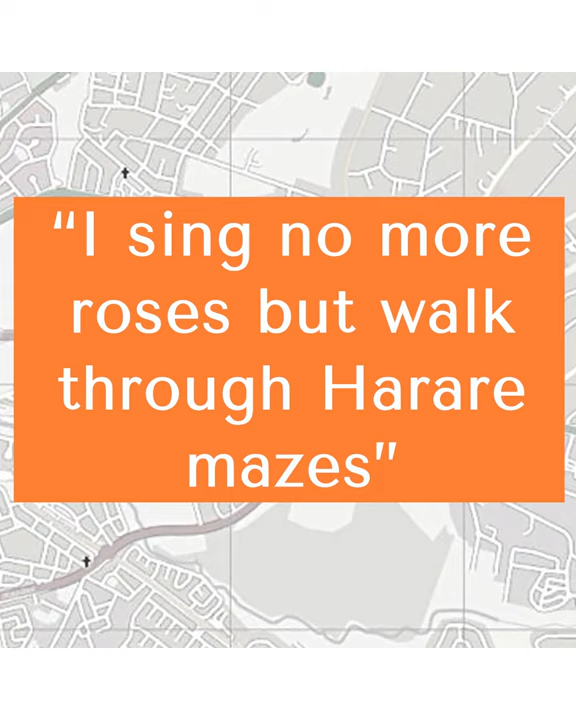 “I sing no more
roses but walk
through Harare
mazes”